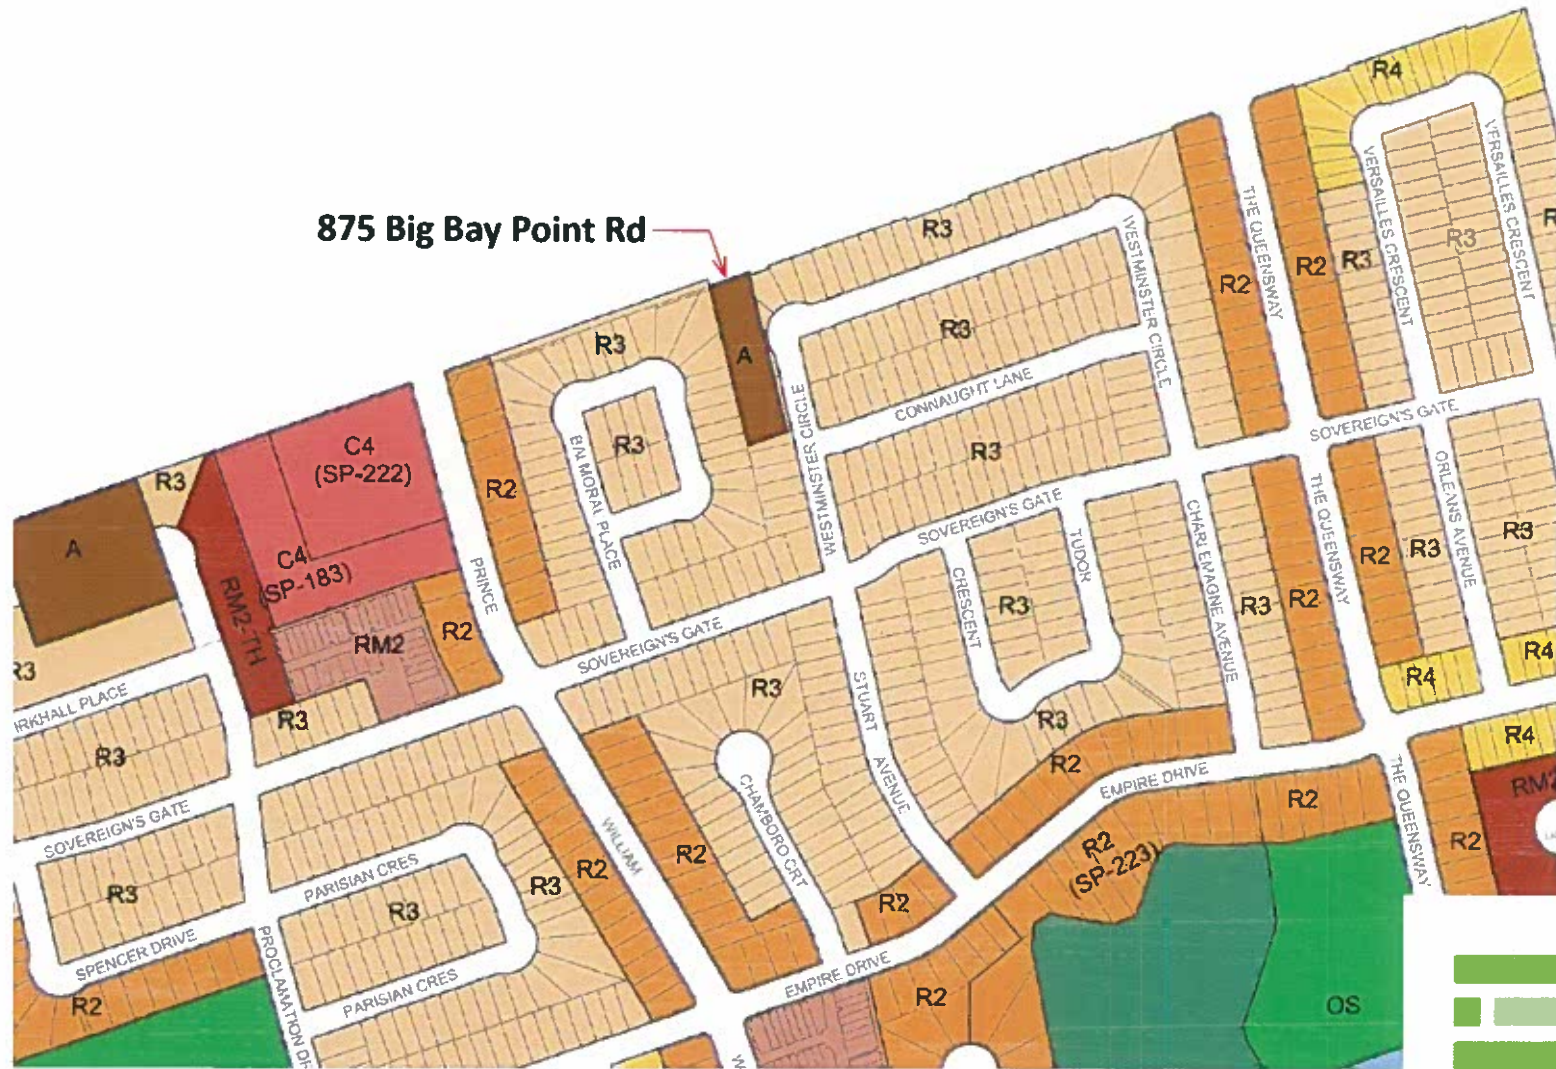 R4
VERSAILLES CRESCENT
VERSAILLES CRESCENT
THE QUEENSWAY
875 Big Bay Point Rd
R3
WESTMINSTER CIRCLE
R2
R2
R3
R3
R3
R3
A
R3
CONNAUGHT LANE
WESTMINSTER CIRCLE
SOVEREIGN'S GATE
R3
BALMORAL PLACE
C4
(SP-222)
R3
R2
R3
ORLEANS AVENUE
THE QUEENSWAY
SOVEREIGN'S GATE
CHARLEMAGNE AVENUE
TUDOR
R3
A
C4
(SP-183)
PRINCE
R2
R3
CRESCENT
R3
R3
R2
RM2-TH
RM2
R2
SOVEREIGN'S GATE
R4
R4
R3
STUART
AVENUE
R3
R3
R3
R4
R2
EMPIRE DRIVE
R2
THE QUEENSWAY
RM2
R3
SOVEREIGN'S GATE
CHAMBORD CRT
WILLIAM
R2
R2
R2
(SP-223)
R2
PARISIAN CRES
R3
R3
R3
R2
SPENCER DRIVE
PROCLAMATION DR
PARISIAN CRES
EMPIRE DRIVE
R2
R2
OS